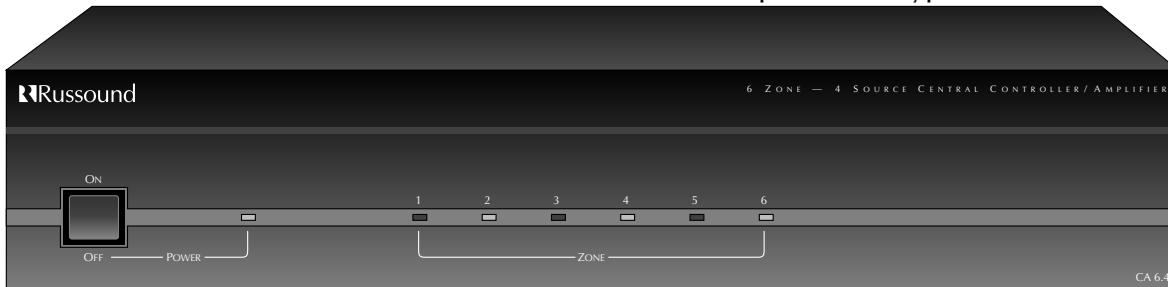 Russound
6 ZONE — 4 SOURCE CENTRAL CONTROLLER/AMPLIFIER
ON
1 2 3 4 5 6
OFF POWER ZONE
CA 6.4